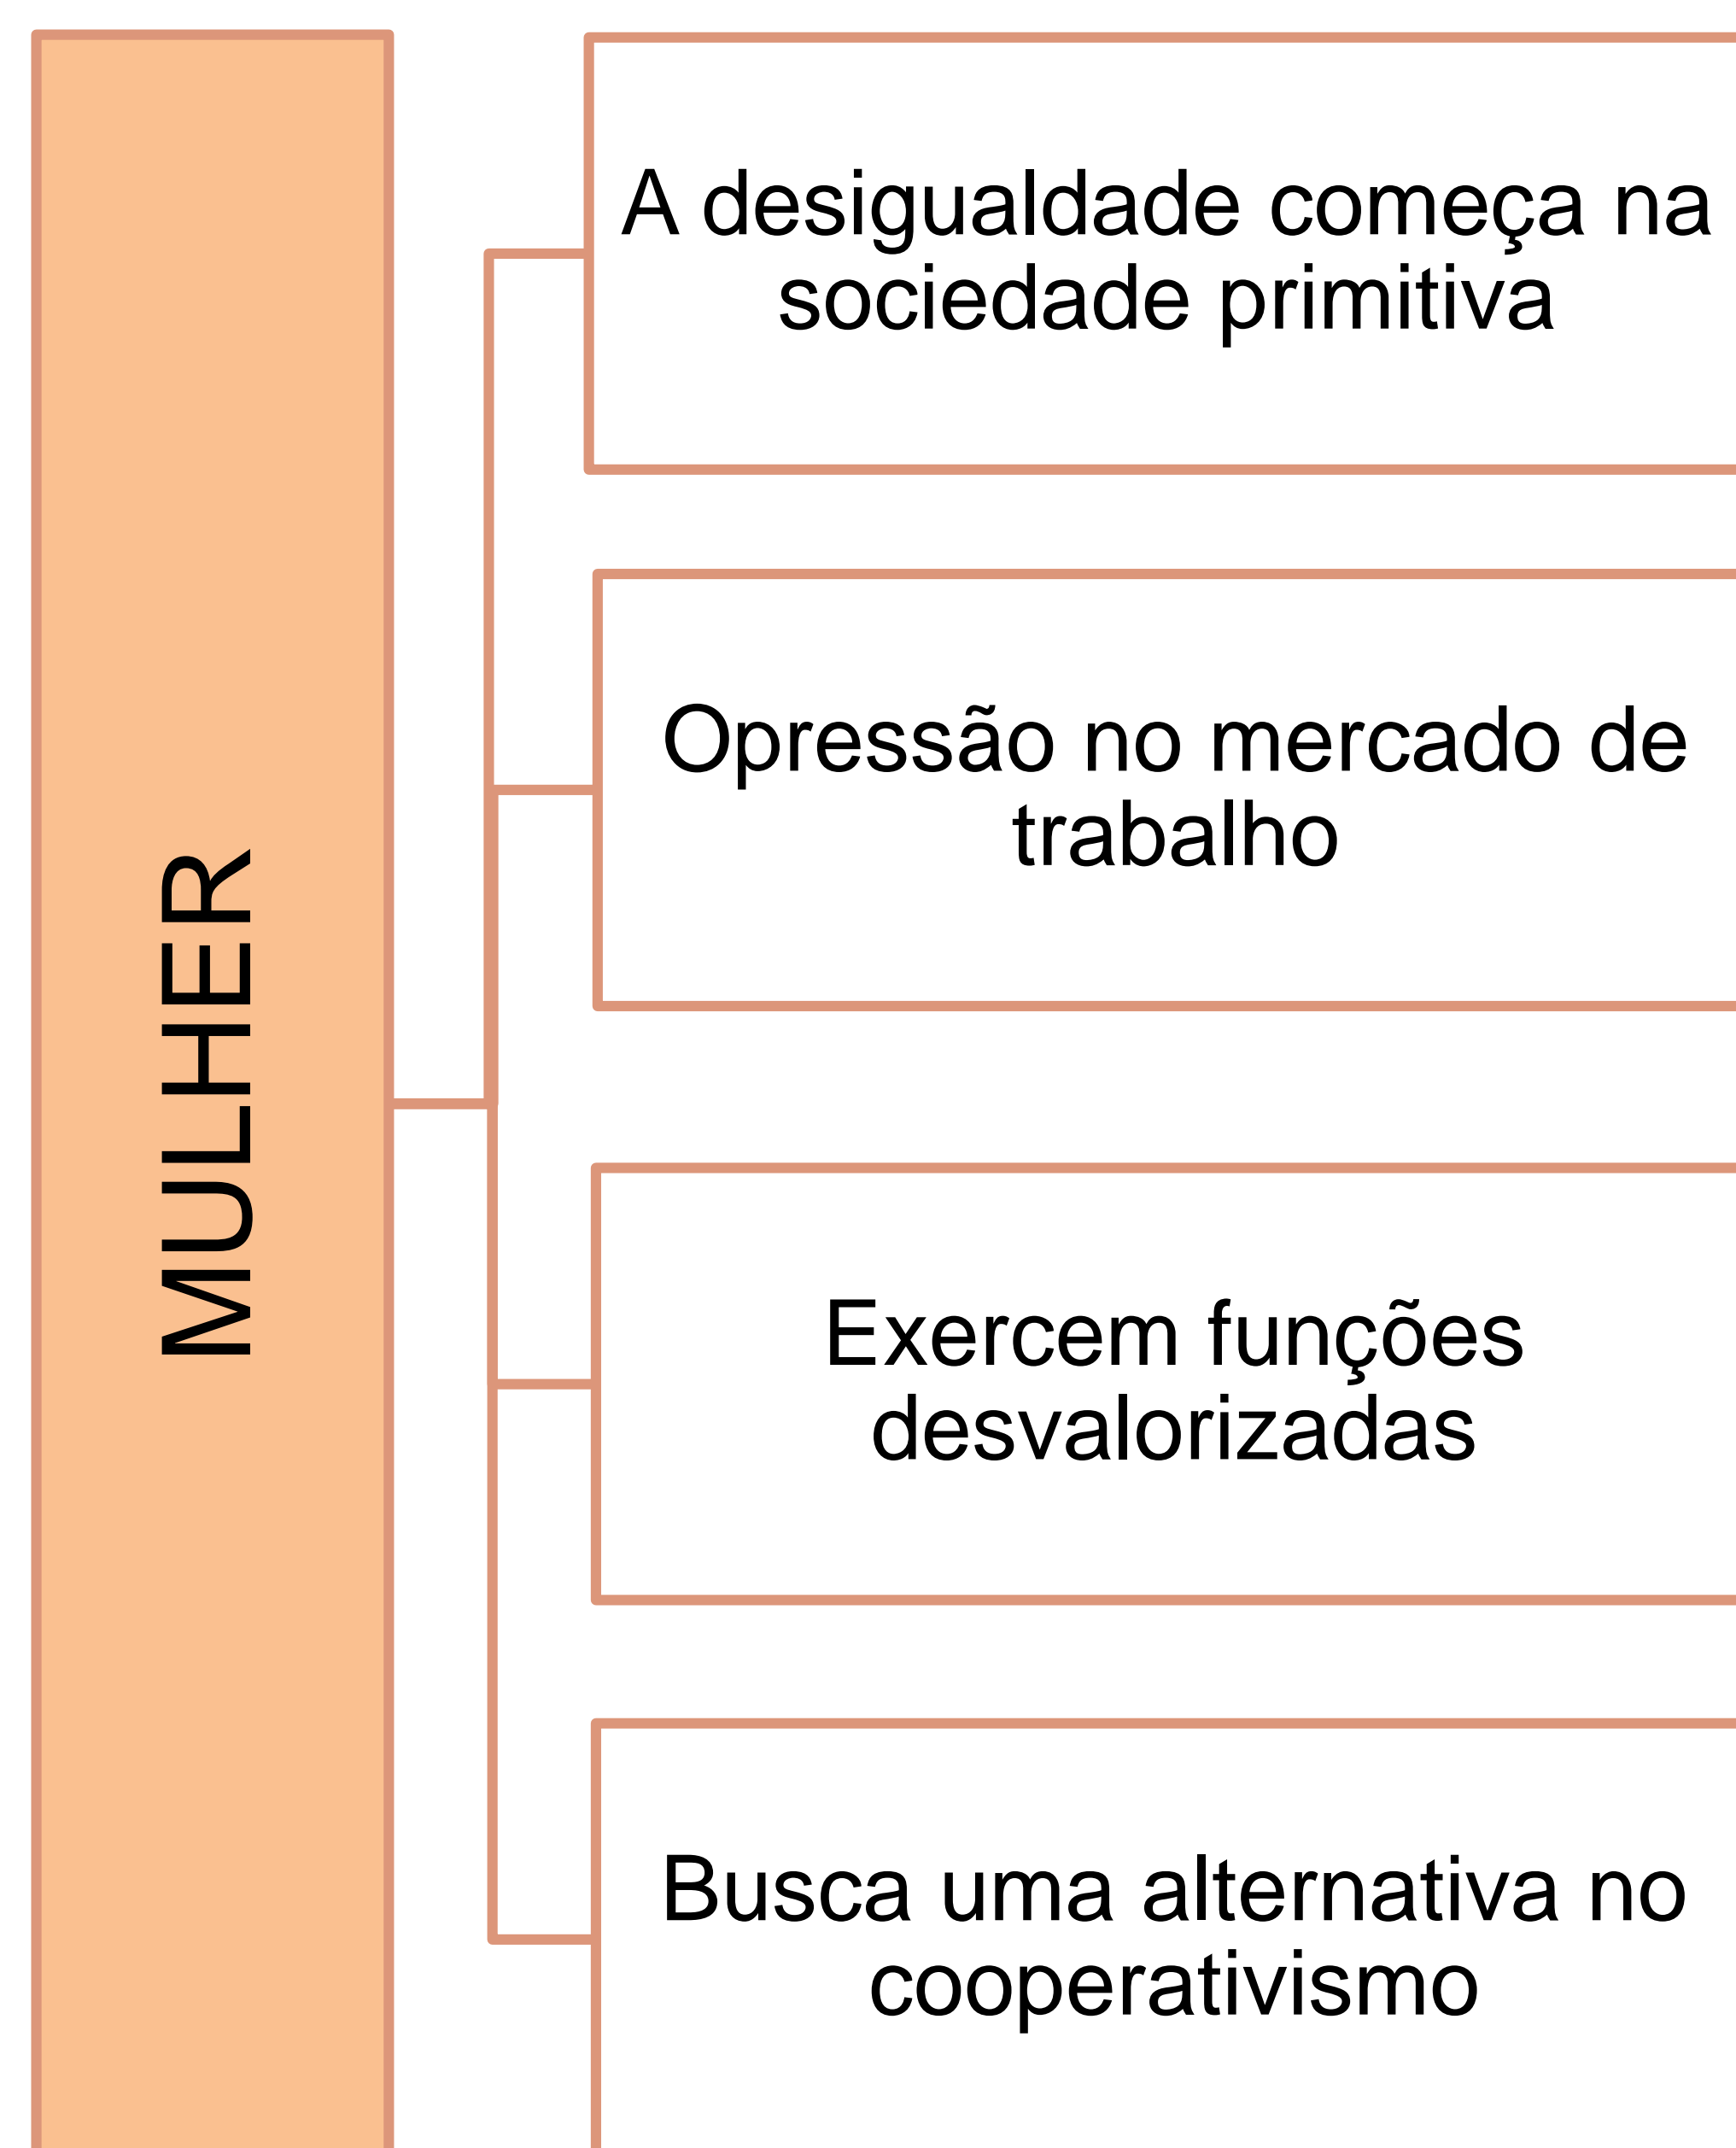 MULHER
A desigualdade começa na
sociedade primitiva
Opressão no mercado de
trabalho
Exercem funções
desvalorizadas
Busca uma alternativa no
cooperativismo